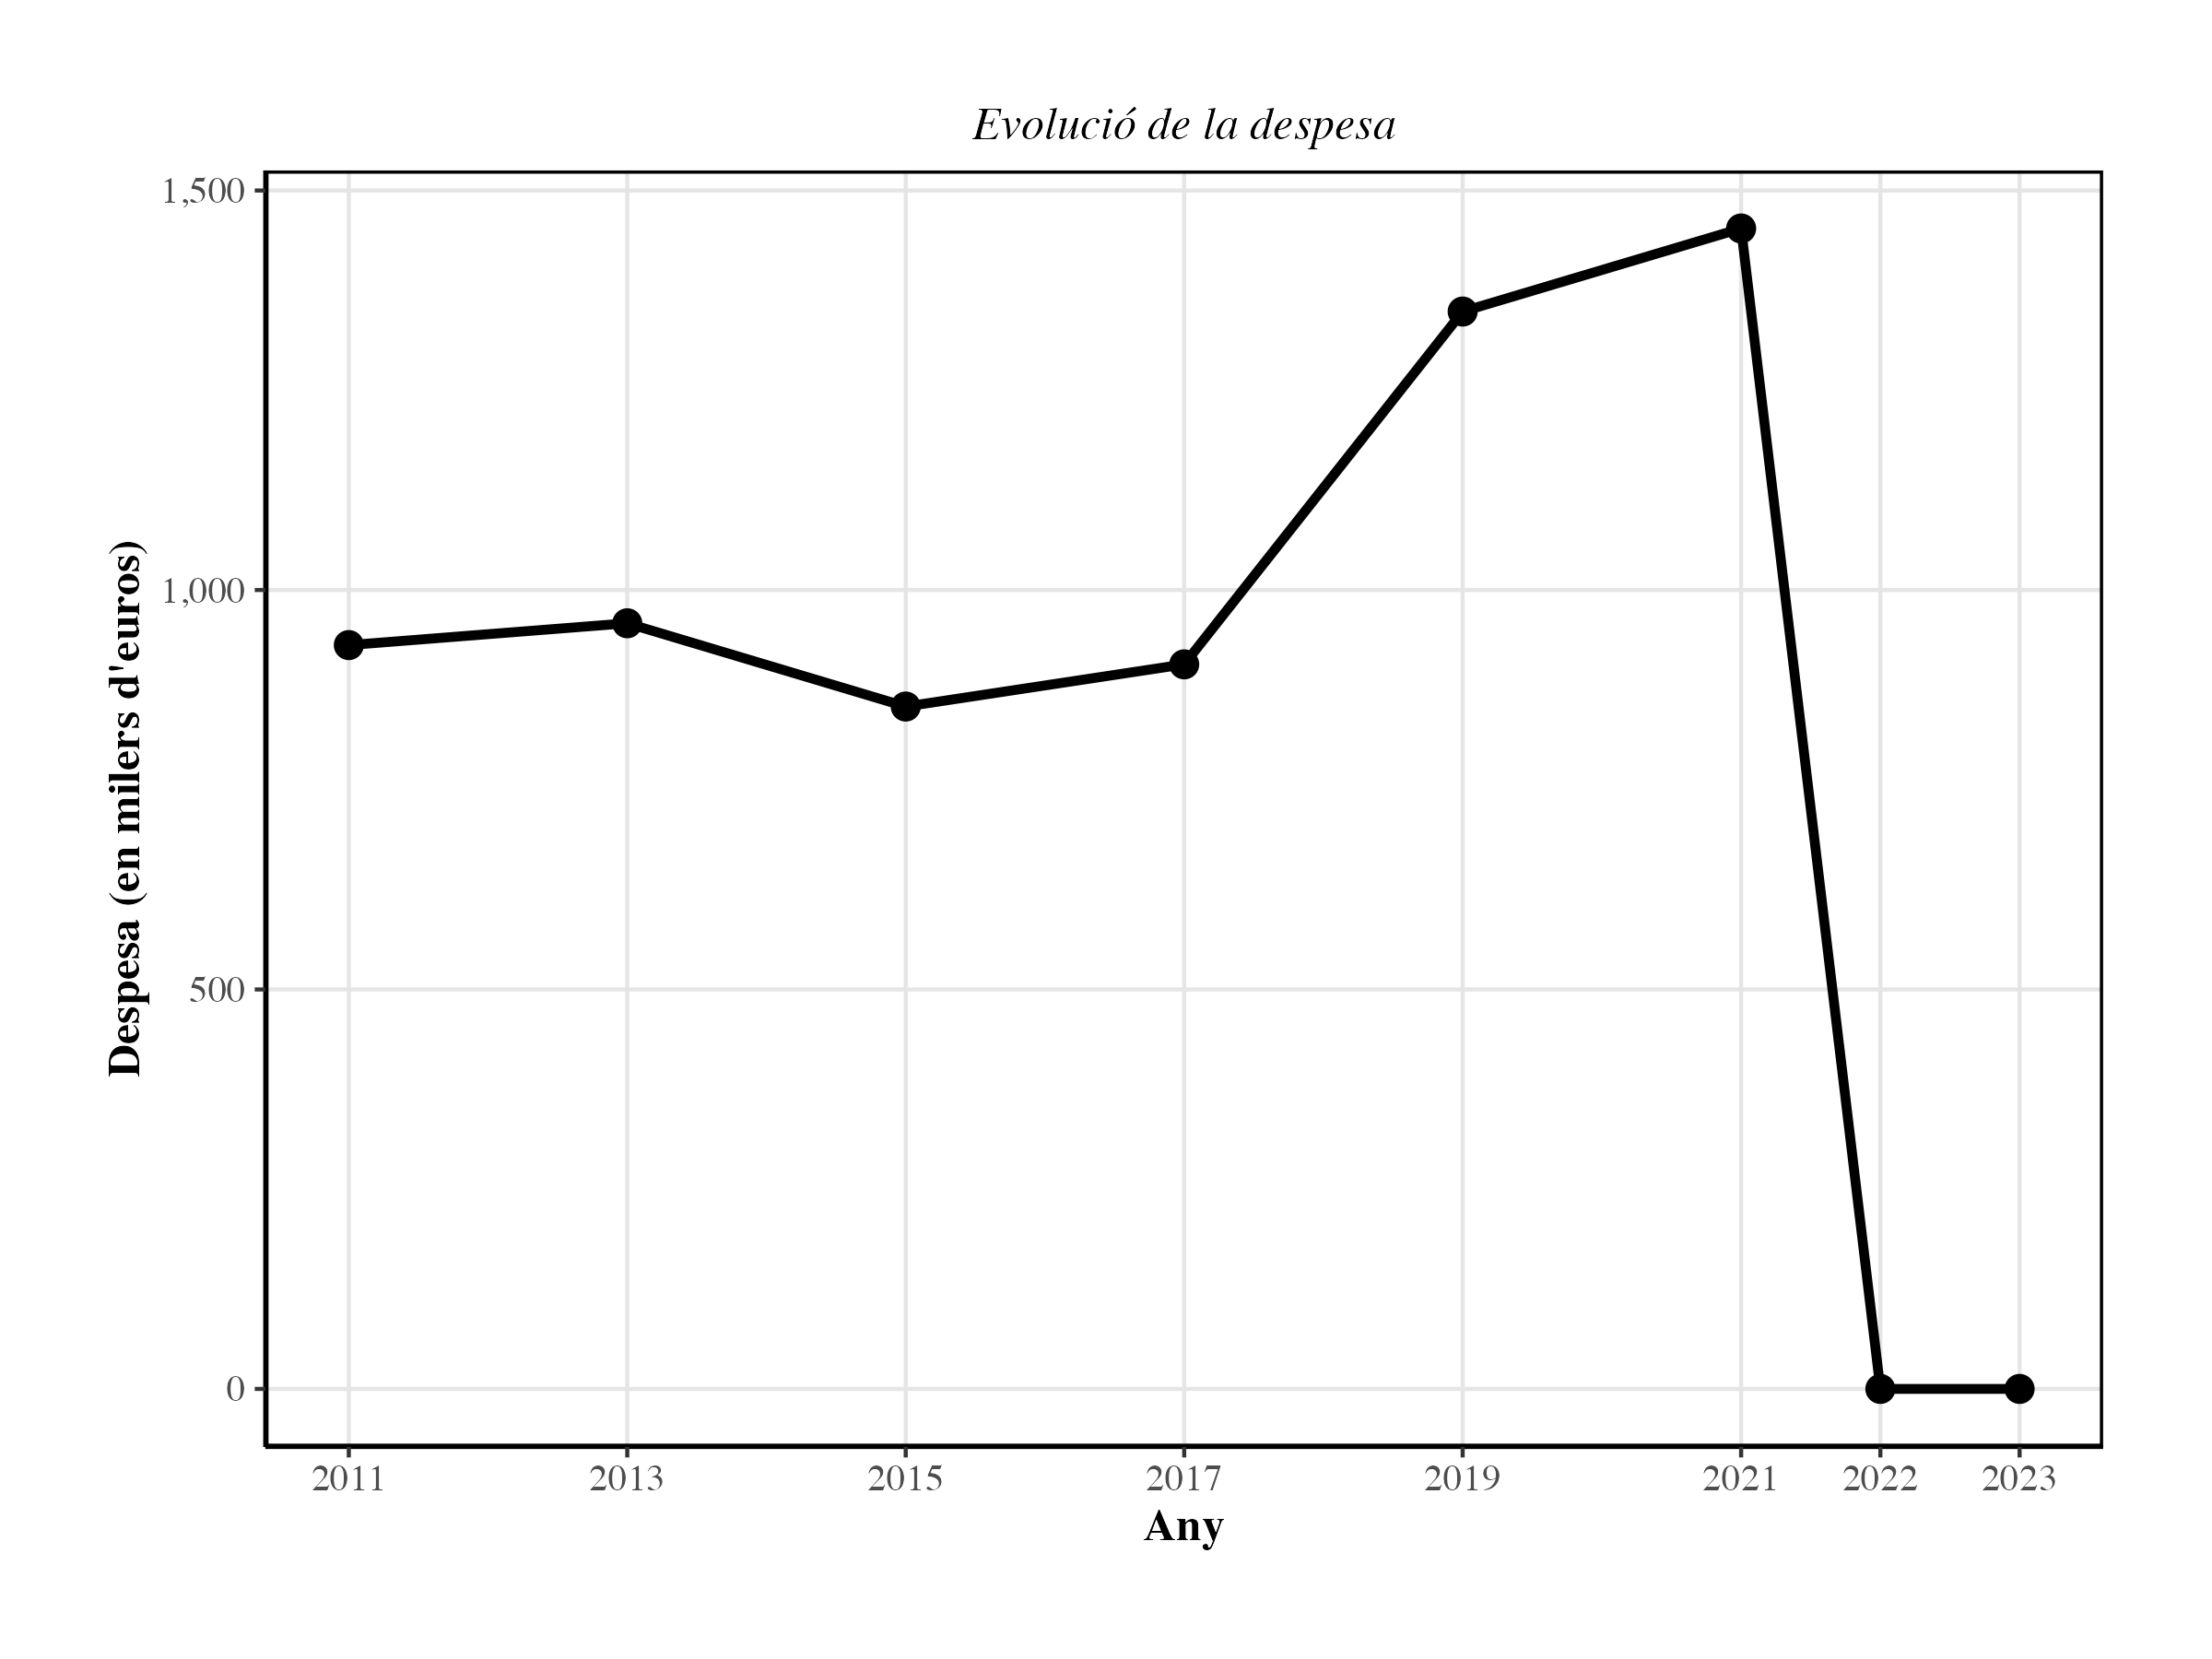 Evolució de la despesa
1,500
1,000
500
0
Despesa (en milers d'euros)
2011 2013 2015 2017 2019 2021 2022 2023
Any